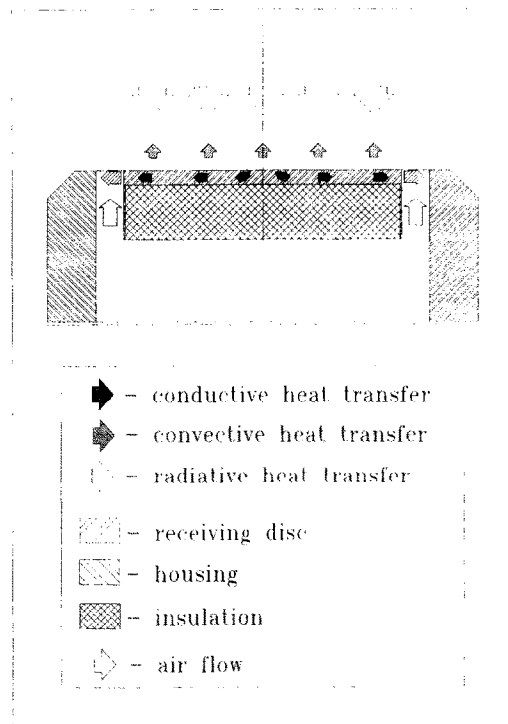 – conductive heat transfer
– convective heat transfer
– radiative heat transfer
– receiving disc
– housing
– insulation
– air flow